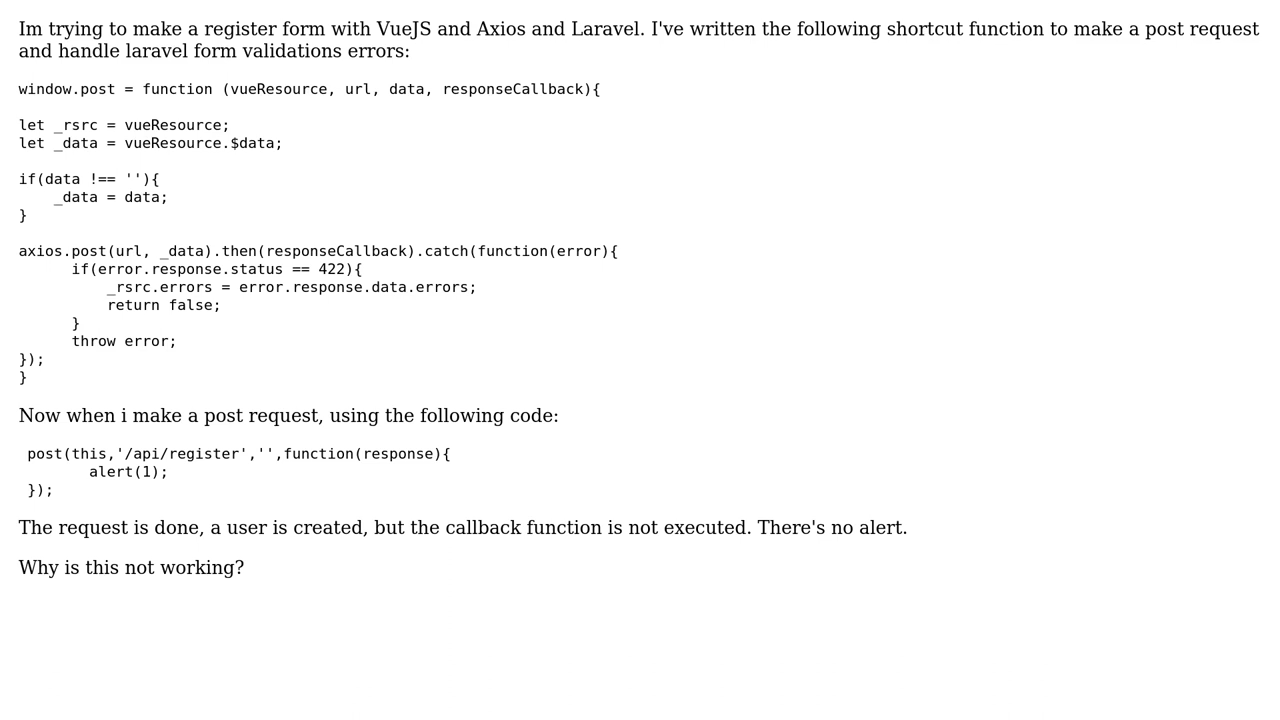 Im trying to make a register form with VueJS and Axios and Laravel. I've written the following shortcut function to make a post request
and handle laravel form validations errors:
window.post = function (vueResource, url, data, responseCallback){
let _rsrc = vueResource;
let _data = vueResource.$data;
if(data !== ''){
    _data = data;
}
axios.post(url, _data).then(responseCallback).catch(function(error){
      if(error.response.status == 422){
          _rsrc.errors = error.response.data.errors;
          return false;
      }
      throw error;
});
}
Now when i make a post request, using the following code:
 post(this,'/api/register','',function(response){
        alert(1);
 });
The request is done, a user is created, but the callback function is not executed. There's no alert.
Why is this not working?